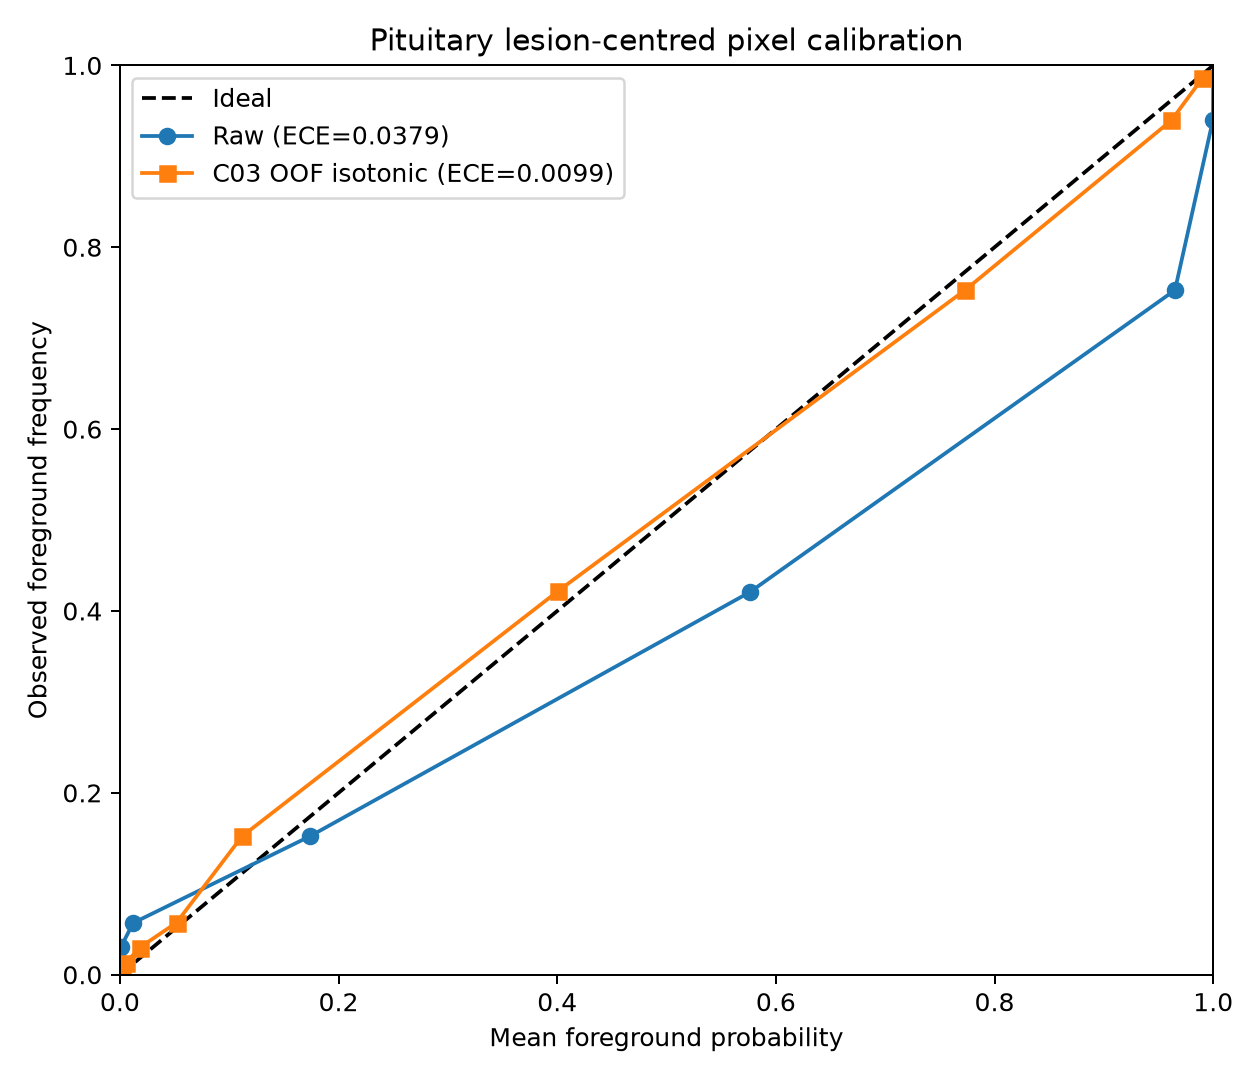 Pituitary lesion-centred pixel calibration
Ideal
Raw (ECE=0.0379)
C03 OOF isotonic (ECE=0.0099)
1.0
0.8
0.6
0.4
0.2
0.0
Observed foreground frequency
0.0 0.2 0.4 0.6 0.8 1.0
Mean foreground probability